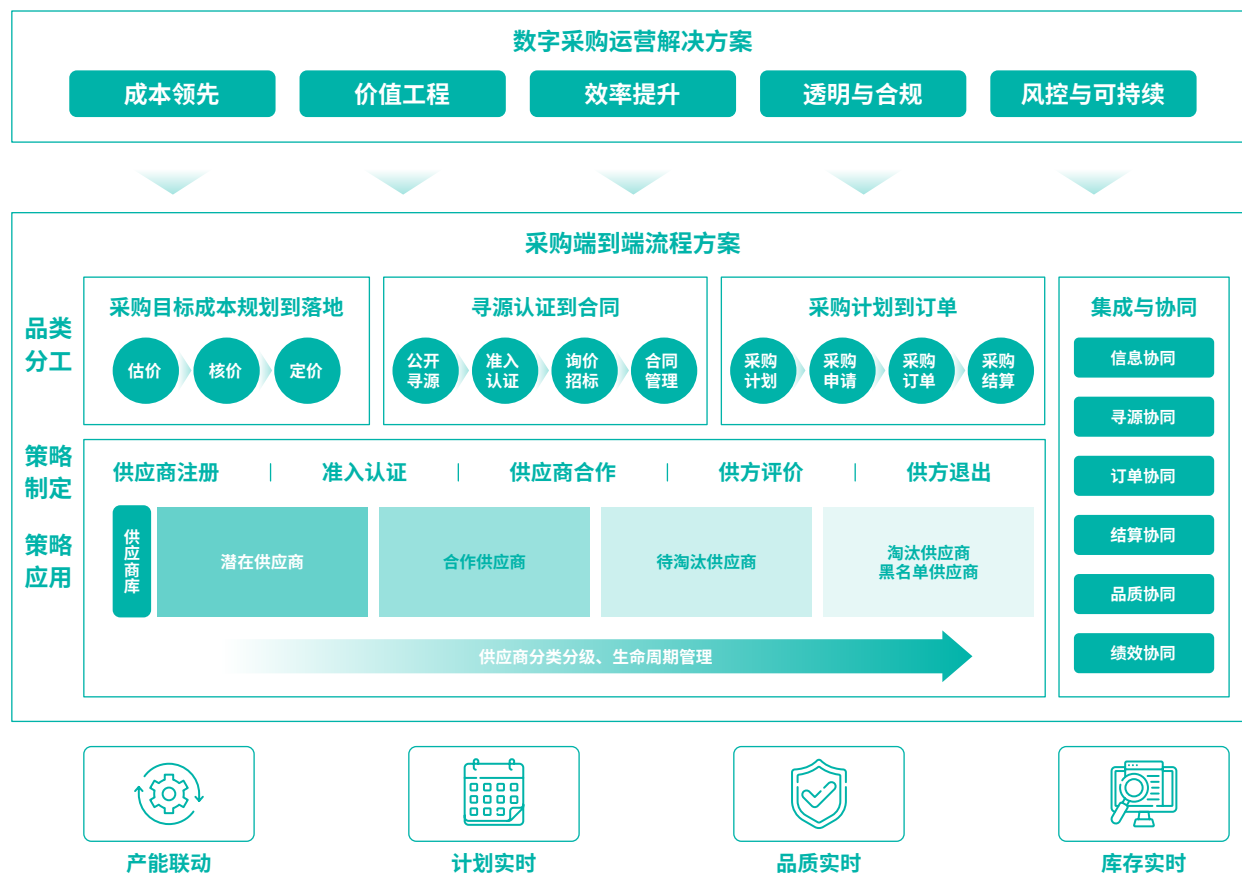 数字采购运营解决方案
成本领先
价值工程
效率提升
透明与合规
风控与可持续
采购端到端流程方案
品类
分工
采购目标成本规划到落地
估价
核价
定价
寻源认证到合同
公开
寻源
准入
认证
询价
招标
合同
管理
采购计划到订单
采购
计划
采购
申请
采购
订单
采购
结算
集成与协同
信息协同
寻源协同
订单协同
结算协同
品质协同
绩效协同
策略
制定
供应商注册
准入认证
供应商合作
供方评价
供方退出
策略
应用
供应商库
潜在供应商
合作供应商
待淘汰供应商
淘汰供应商
黑名单供应商
供应商分类分级、生命周期管理
产能联动
计划实时
品质实时
库存实时